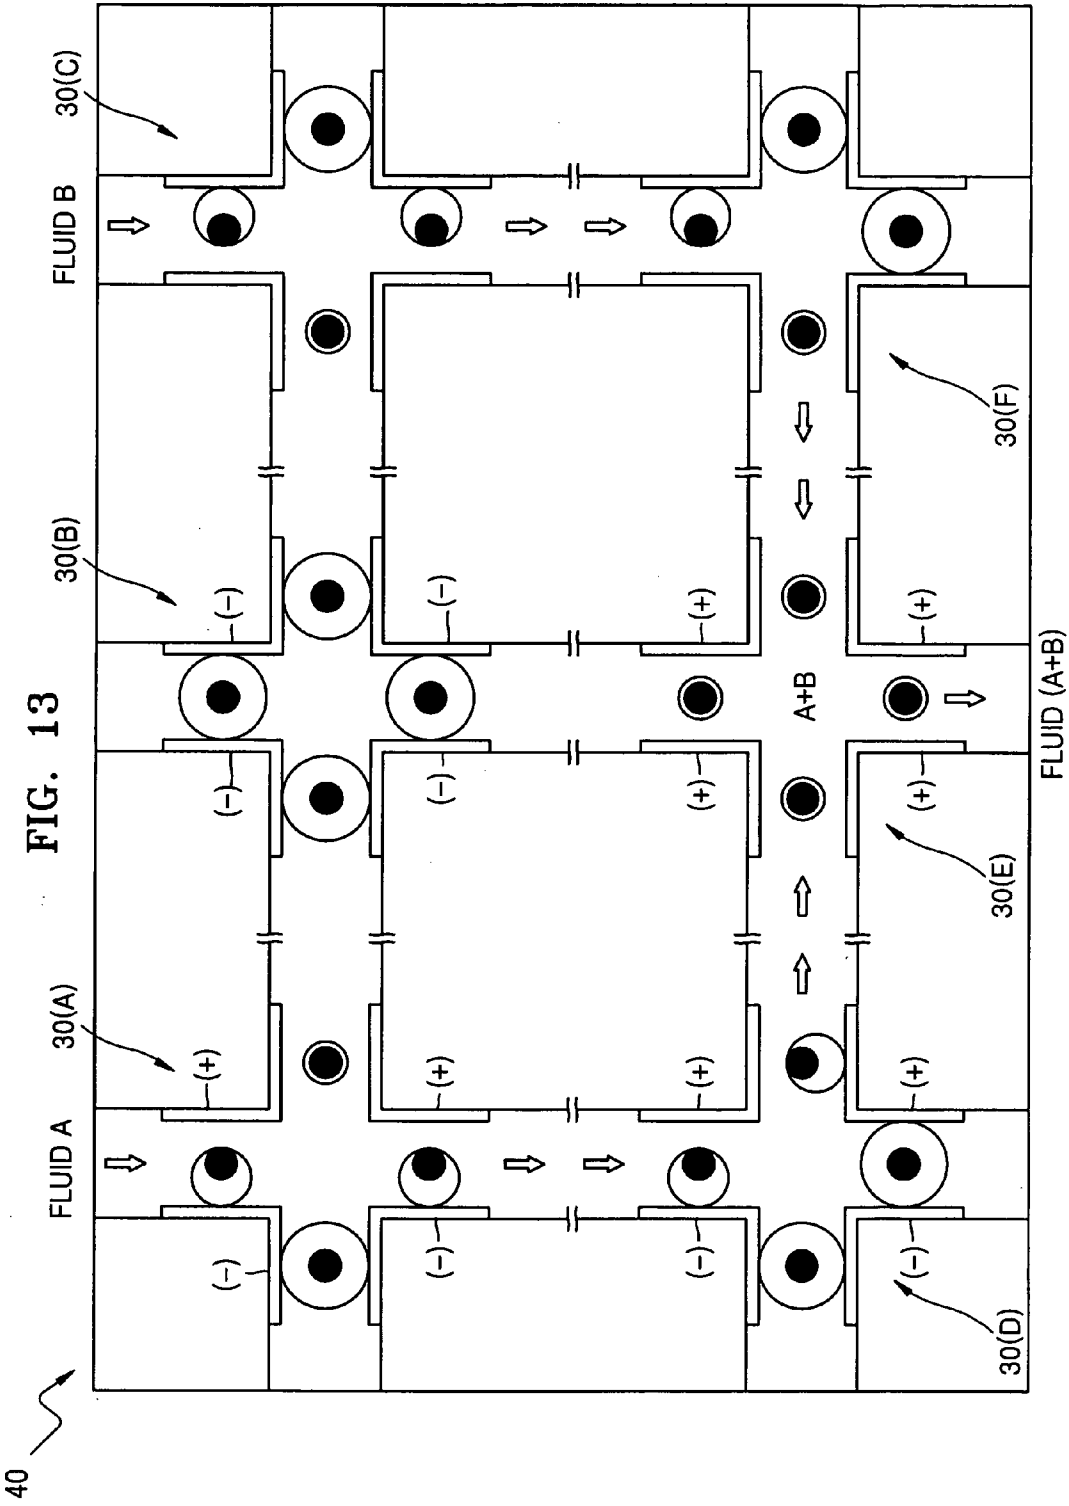 40
FIG. 13
FLUID A
30(A)
30(B)
FLUID B
30(C)
(-)
(+)
(-)
(-)
(-)
(+)
(-)
(-)
(-)
(+)
(+)
(+)
A+B
(-)
(+)
(+)
(+)
30(D)
30(E)
30(F)
FLUID (A+B)